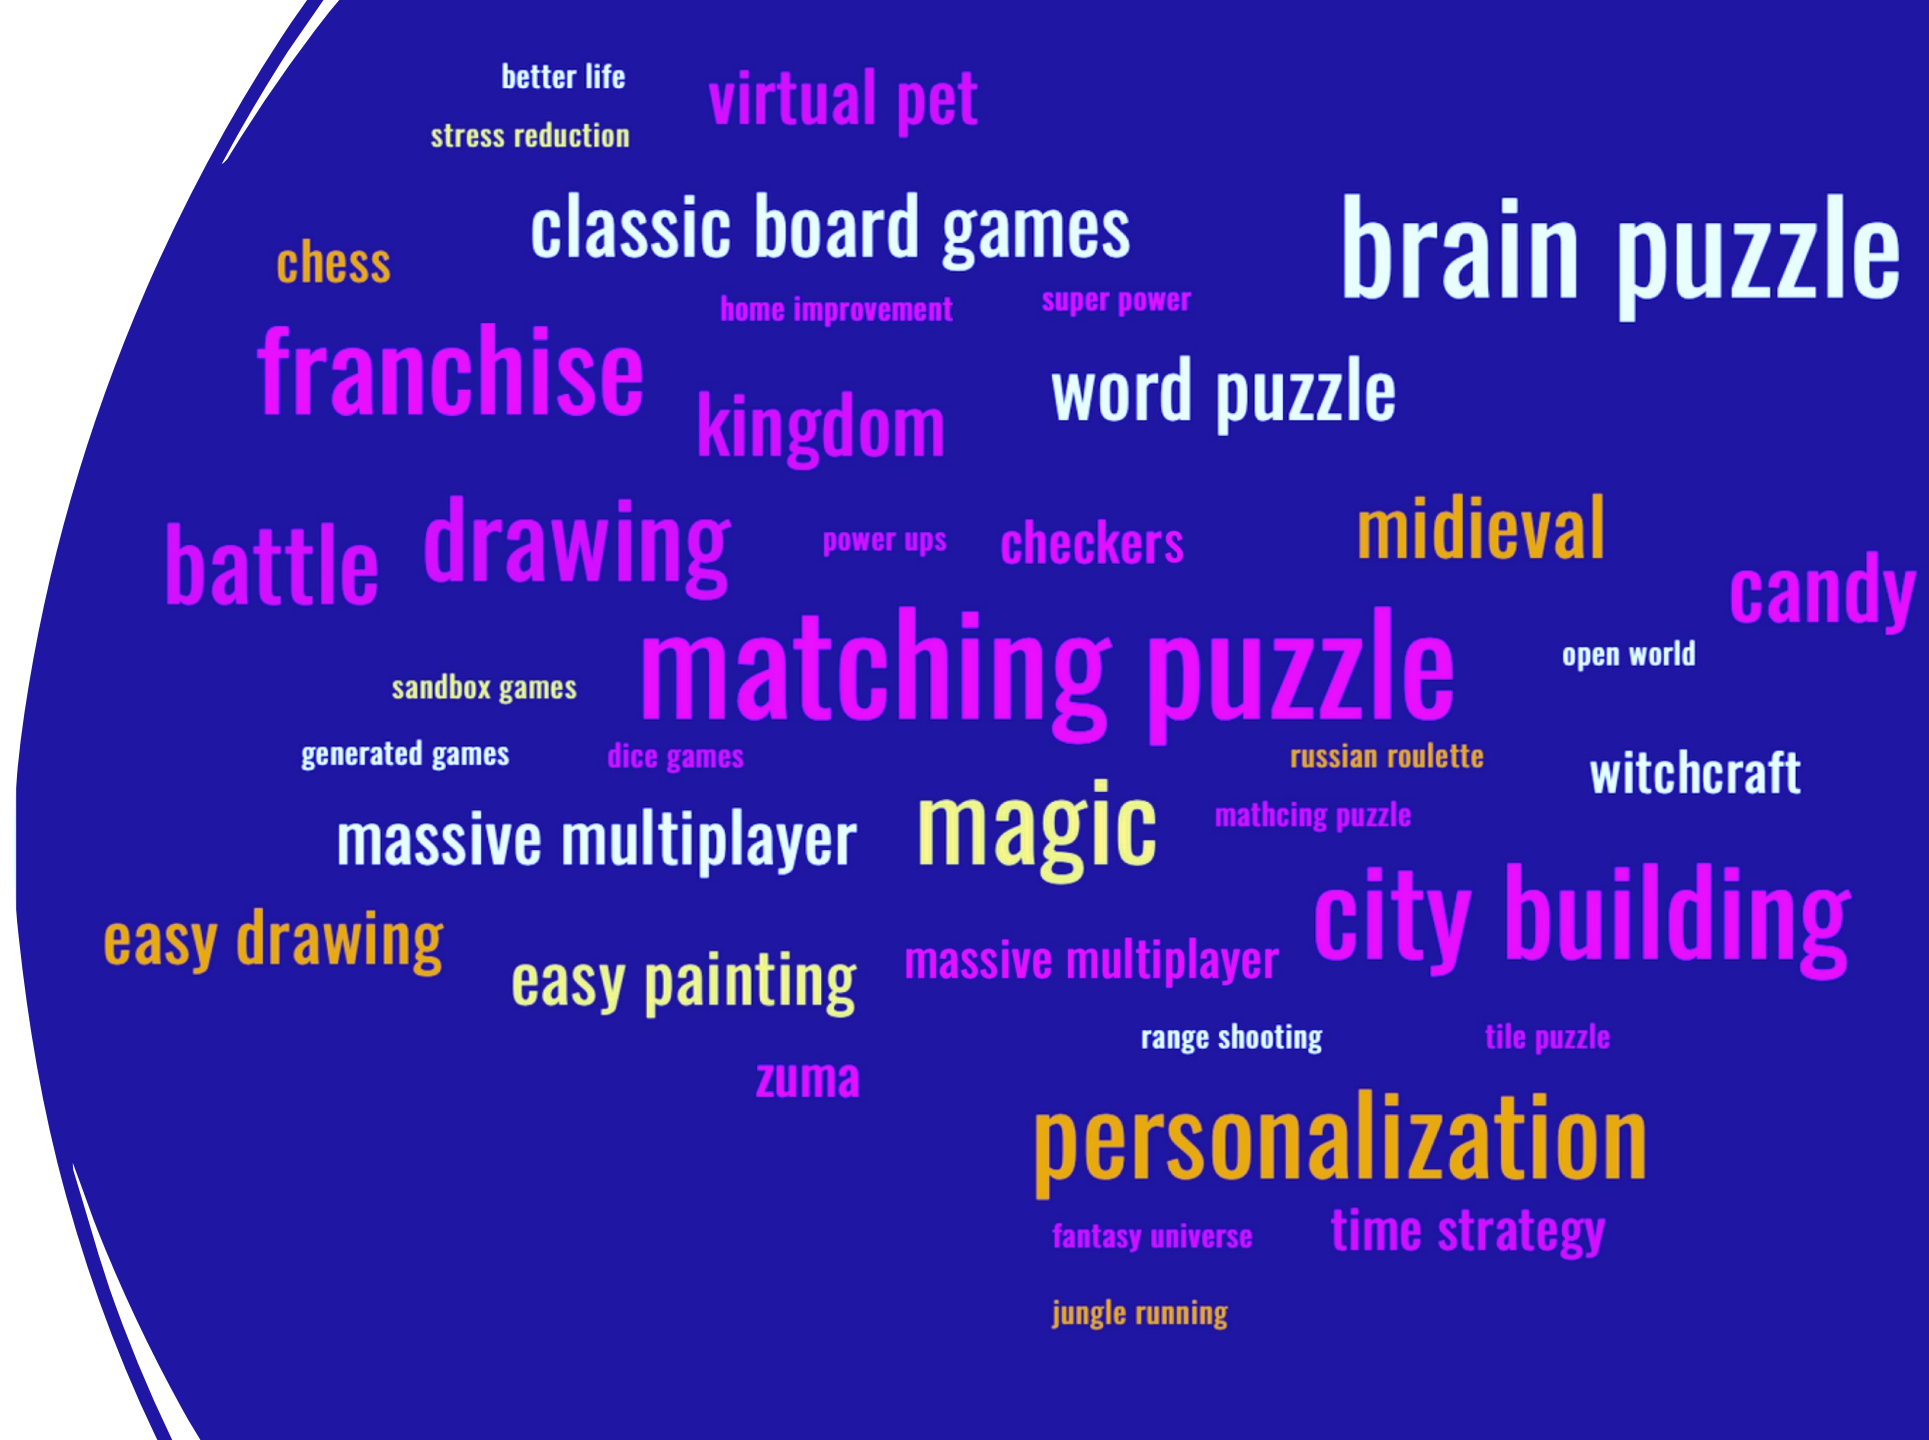 better life
virtual pet
stress reduction
classic board games
brain puzzle
chess
home improvement
super power
franchise
kingdom
word puzzle
battle
drawing
power ups
checkers
midieval
candy
matching puzzle
open world
sandbox games
generated games
dice games
russian roulette
witchcraft
massive multiplayer
magic
mathcing puzzle
city building
easy drawing
easy painting
massive multiplayer
range shooting
tile puzzle
zuma
personalization
fantasy universe
time strategy
jungle running